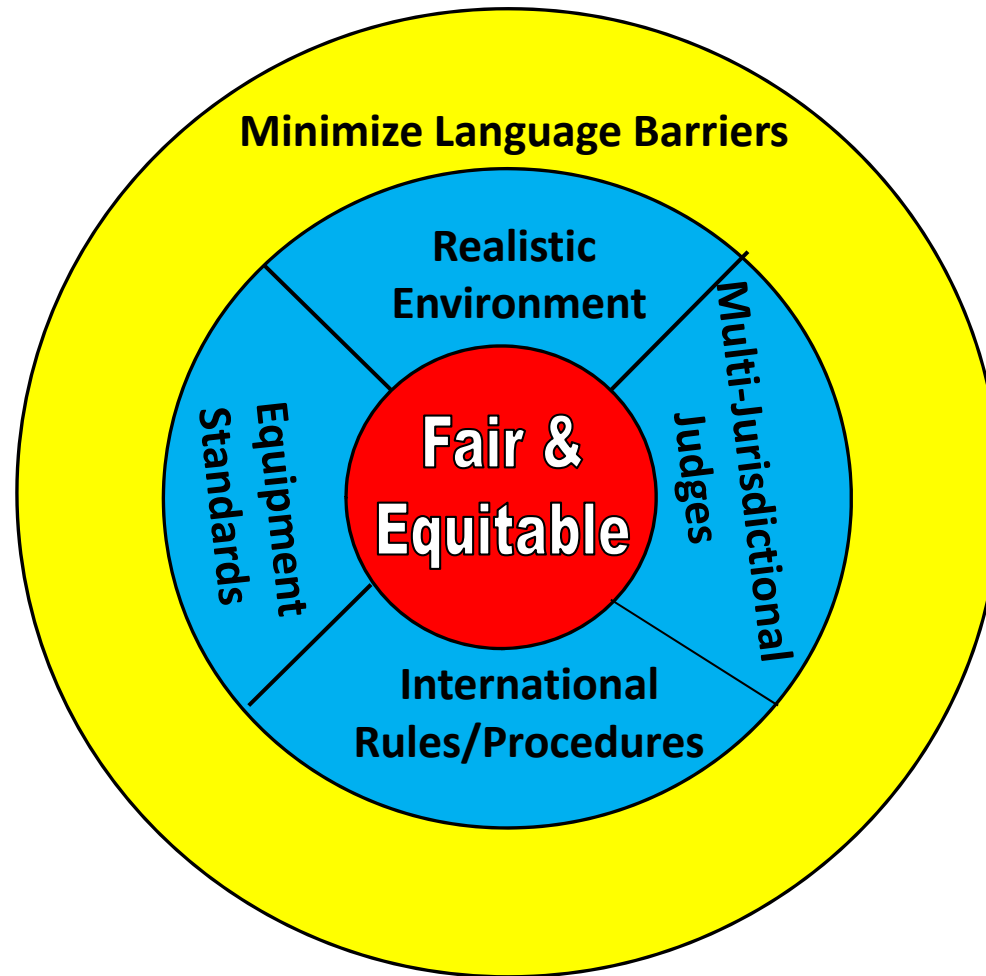 Minimize Language Barriers
Realistic
Environment
Multi-Jurisdictional
Judges
Equipment
Standards
Fair &
Equitable
International
Rules/Procedures